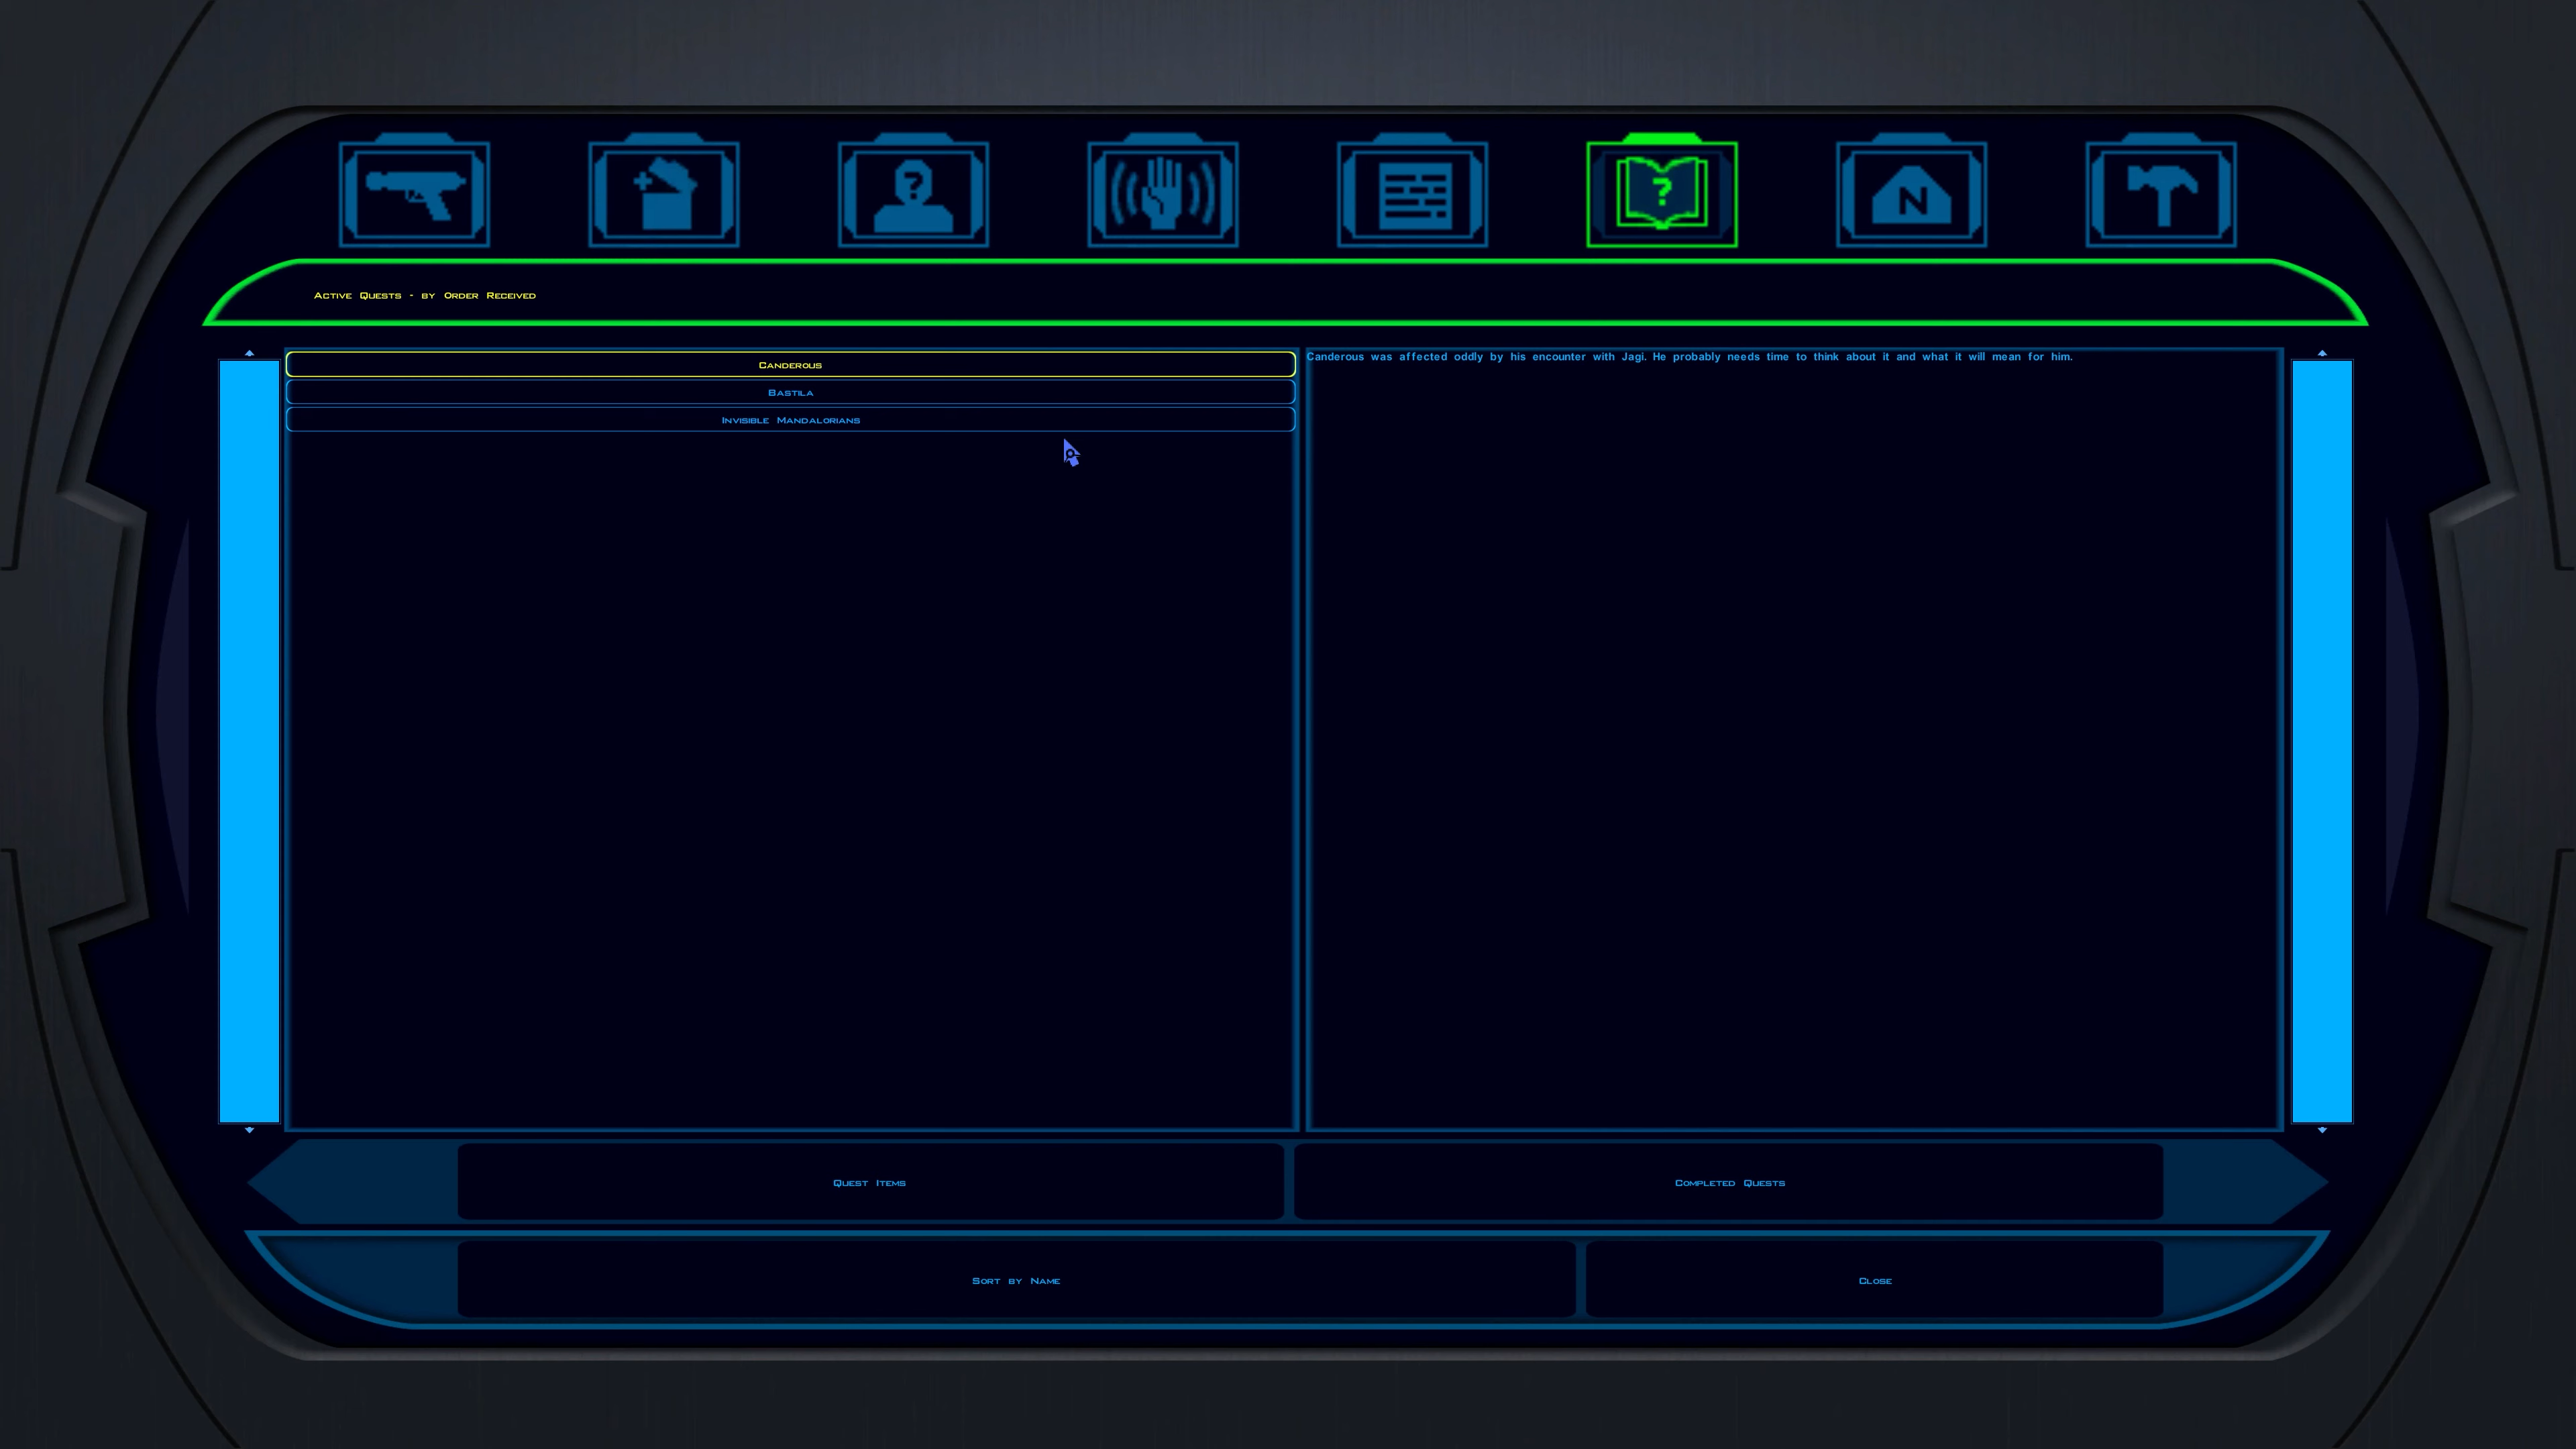 Active Quests - by Order Received
Canderous
Bastila
Invisible Mandalorians
Canderous was affected oddly by his encounter with Jagi. He probably needs time to think about it and what it will mean for him.
Quest Items
Completed Quests
Sort by Name
Close